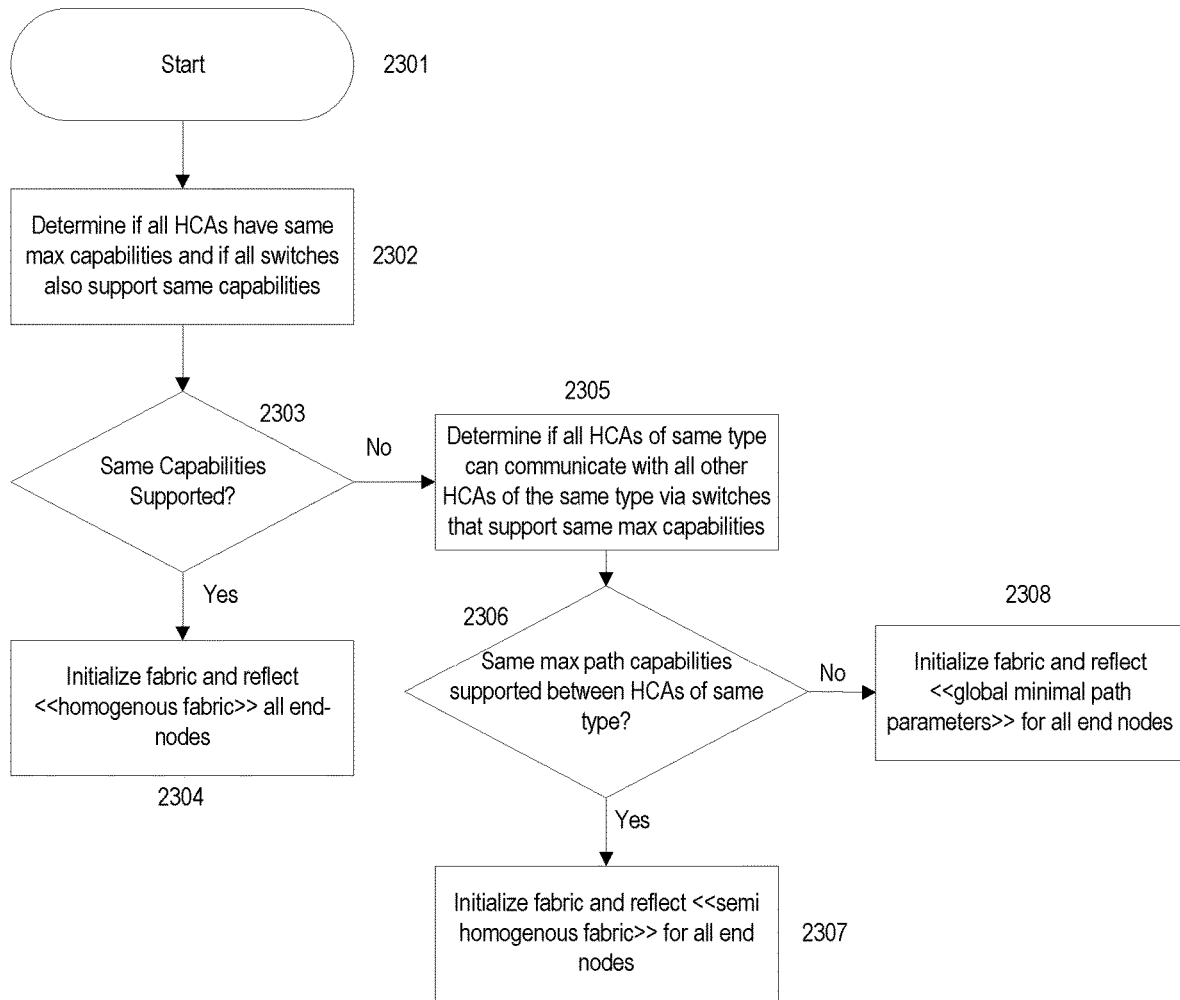 Start
2301
Determine if all HCAs have same
max capabilities and if all switches
also support same capabilities
2302
2303
Same Capabilities
Supported?
No
Yes
2305
Determine if all HCAs of same type
can communicate with all other
HCAs of the same type via switches
that support same max capabilities
Initialize fabric and reflect
<<homogenous fabric>> all end-
nodes
2304
2306
Same max path capabilities
supported between HCAs of same
type?
No
Yes
2308
Initialize fabric and reflect
<<global minimal path
parameters>> for all end nodes
Initialize fabric and reflect <<semi
homogenous fabric>> for all end
nodes
2307